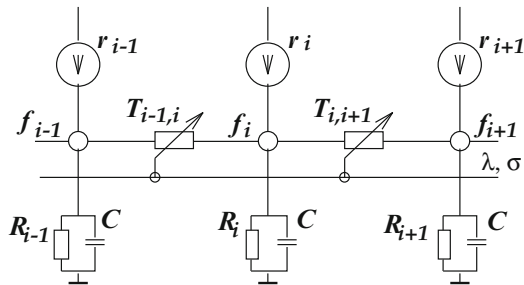 r i-1 r i r i+1
T i-1,i T i,i+1
f i-1 f i f i+1
λ, σ
R i-1 C R i C R i+1 C